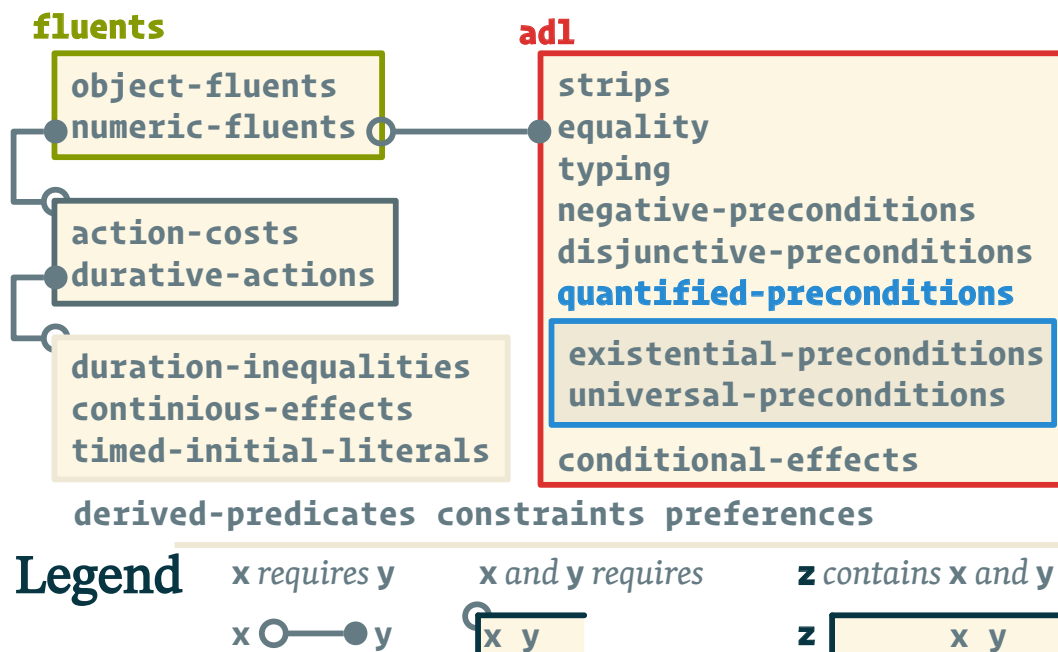 fluents
object-fluents
numeric-fluents
action-costs
durative-actions
duration-inequalities
continious-effects
timed-initial-literals
adl
strips
equality
typing
negative-preconditions
disjunctive-preconditions
quantified-preconditions
existential-preconditions
universal-preconditions
conditional-effects
derived-predicates constraints preferences
Legend
x requires y
x y
x and y requires
x y
z contains x and y
z x y